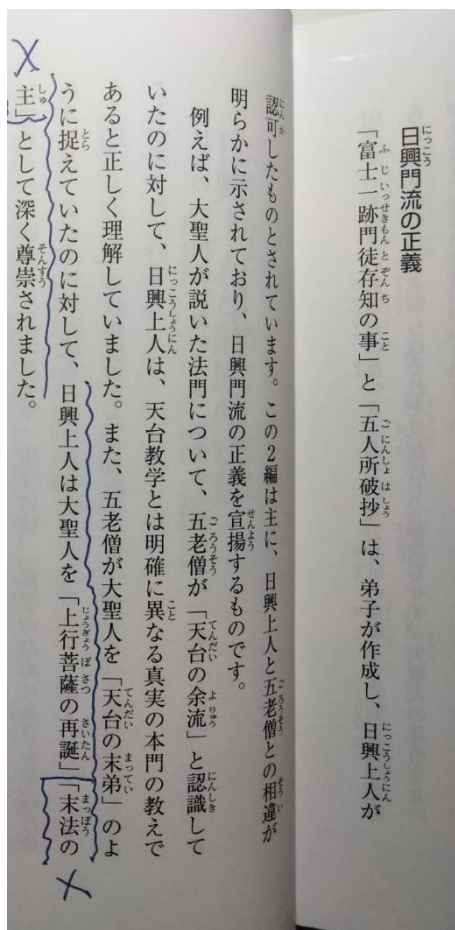 日興門流の正義
「富士一跡門徒存知の事」と「五人所破抄」は、弟子が作成し、日興上人が
認可したものとされています。この2編は主に、日興上人と五老僧との相違が
明らかに示されており、日興門流の正義を宣揚するものです。
例えば、大聖人が説いた法門について、五老僧が「天台の余流」と認識して
いたのに対して、日興上人は、天台教学とは明確に異なる真実の本門の教えで
あると正しく理解していました。また、五老僧が大聖人を「天台の末弟」のよ
うに捉えていたのに対して、日興上人は大聖人を「上行菩薩の再誕」「末法の
主」として深く尊崇されました。